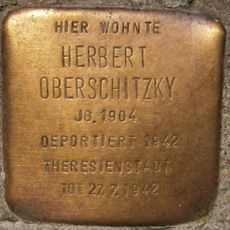 HIER WOHNTE
HERBERT
OBERSCHITZKY
JG. 1904
DEPORTIERT 1942
THERESIENSTADT
TOT 27.7.1942